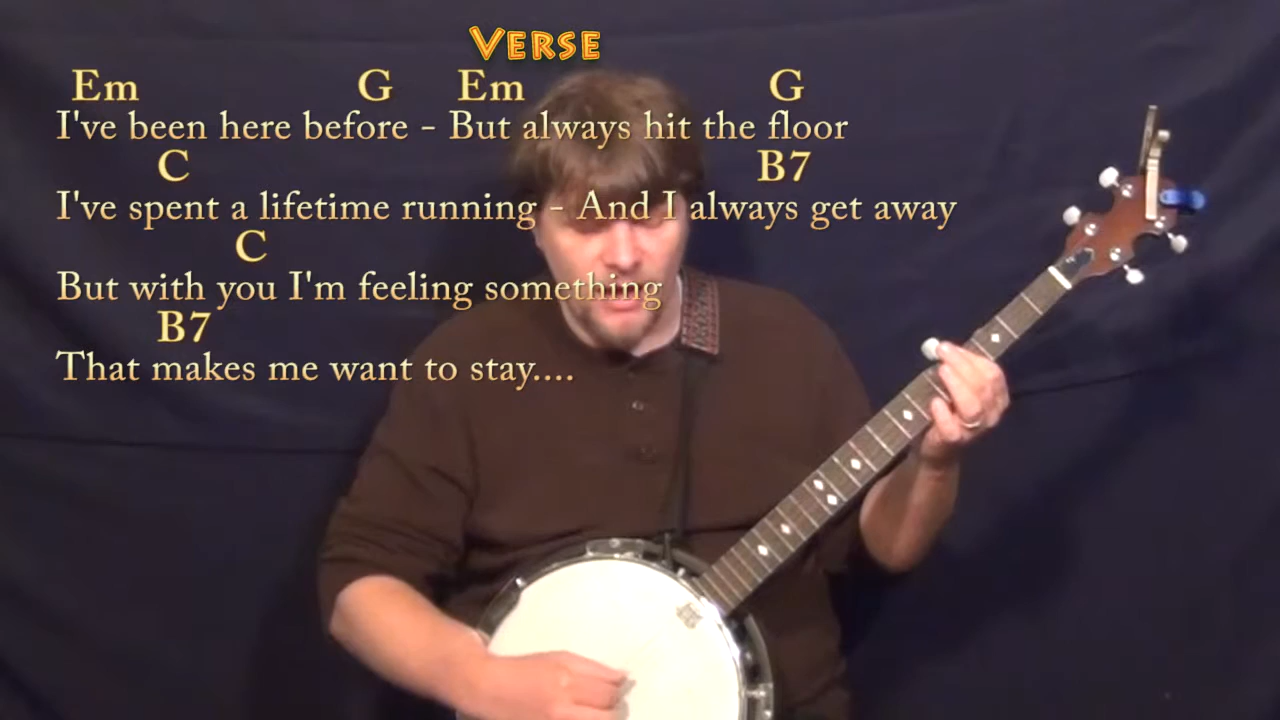 VERSE
Em G Em G
I've been here before - But always hit the floor
C B7
I've spent a lifetime running - And I always get away
C
But with you I'm feeling something
B7
That makes me want to stay....